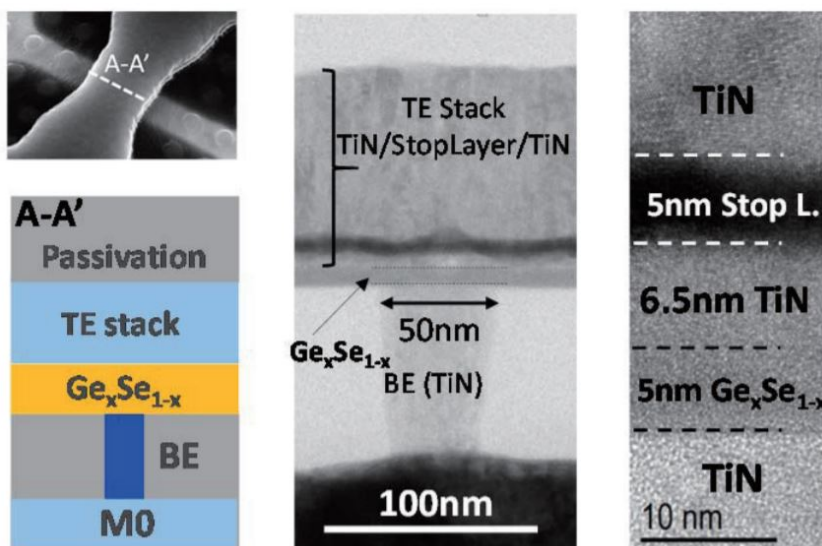 A-A'
A-A'
Passivation
TE stack
GeₓSe₁₋ₓ
BE
M0
TE Stack
TiN/StopLayer/TiN
50nm
GeₓSe₁₋ₓ
BE (TiN)
100nm
TiN
5nm Stop L.
6.5nm TiN
5nm GeₓSe₁₋ₓ
TiN
10 nm